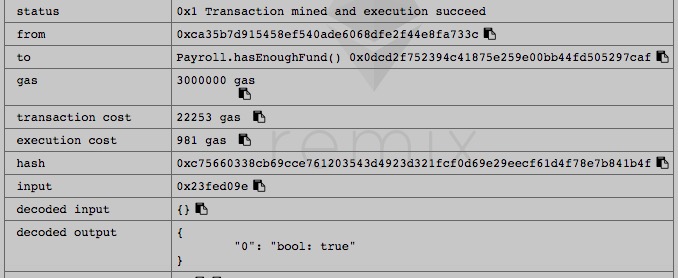 status 0x1 Transaction mined and execution succeed
from 0xca35b7d915458ef540ade6068dfe2f44e8fa733c
to Payroll.hasEnoughFund() 0x0dcd2f752394c41875e259e00bb44fd505297caf
gas 3000000 gas
transaction cost 22253 gas
execution cost 981 gas
remix
hash 0xc75660338cb69cce761203543d4923d321fcf0d69e29eecf61d4f78e7b841b4f
input 0x23fed09e
decoded input {}
decoded output {
"0": "bool: true"
}